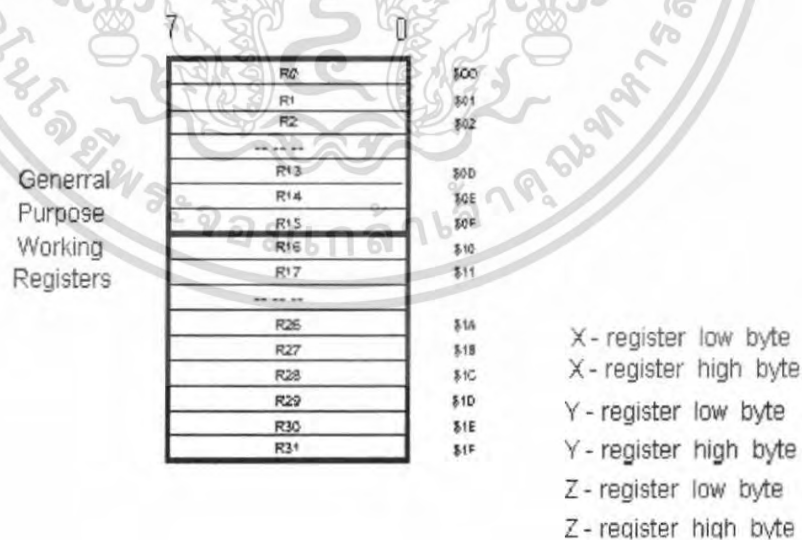 7 0
R0 $00
R1 $01
R2 $02
-- -- --
R13 $0D
R14 $0E
R15 $0F
R16 $10
R17 $11
-- -- --
R26 $1A
R27 $1B
R28 $1C
R29 $1D
R30 $1E
R31 $1F
Generral
Purpose
Working
Registers
X - register low byte
X - register high byte
Y - register low byte
Y - register high byte
Z - register low byte
Z - register high byte